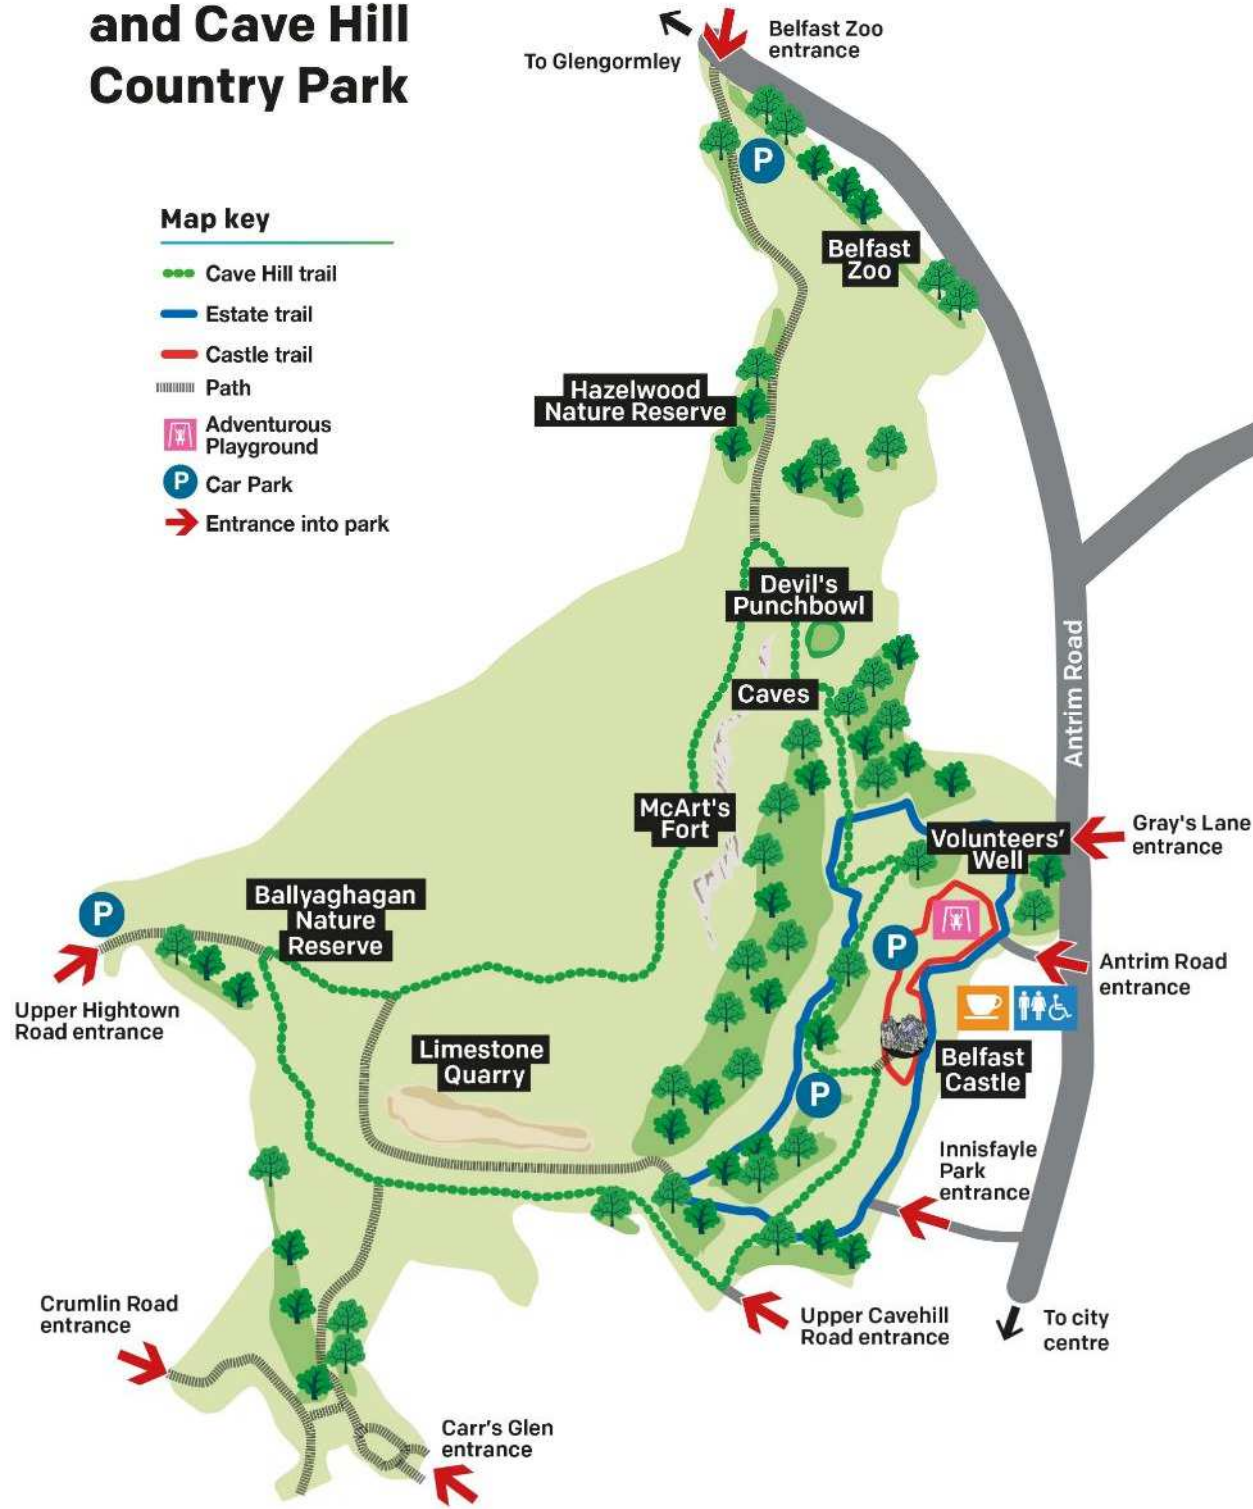 and Cave Hill
Country Park
To Glengormley
Belfast Zoo
entrance
P
Map key
Cave Hill trail
Estate trail
Castle trail
Path
Adventurous
Playground
P
Car Park
Entrance into park
Belfast
Zoo
Hazelwood
Nature Reserve
Devil's
Punchbowl
Antrim Road
Caves
McArt's
Fort
Volunteers’
Well
Gray's Lane
entrance
P
Ballyaghagan
Nature
Reserve
P
Antrim Road
entrance
Upper Hightown
Road entrance
Limestone
Quarry
Belfast
Castle
P
Innisfayle
Park
entrance
Crumlin Road
entrance
Upper Cavehill
Road entrance
To city
centre
Carr's Glen
entrance